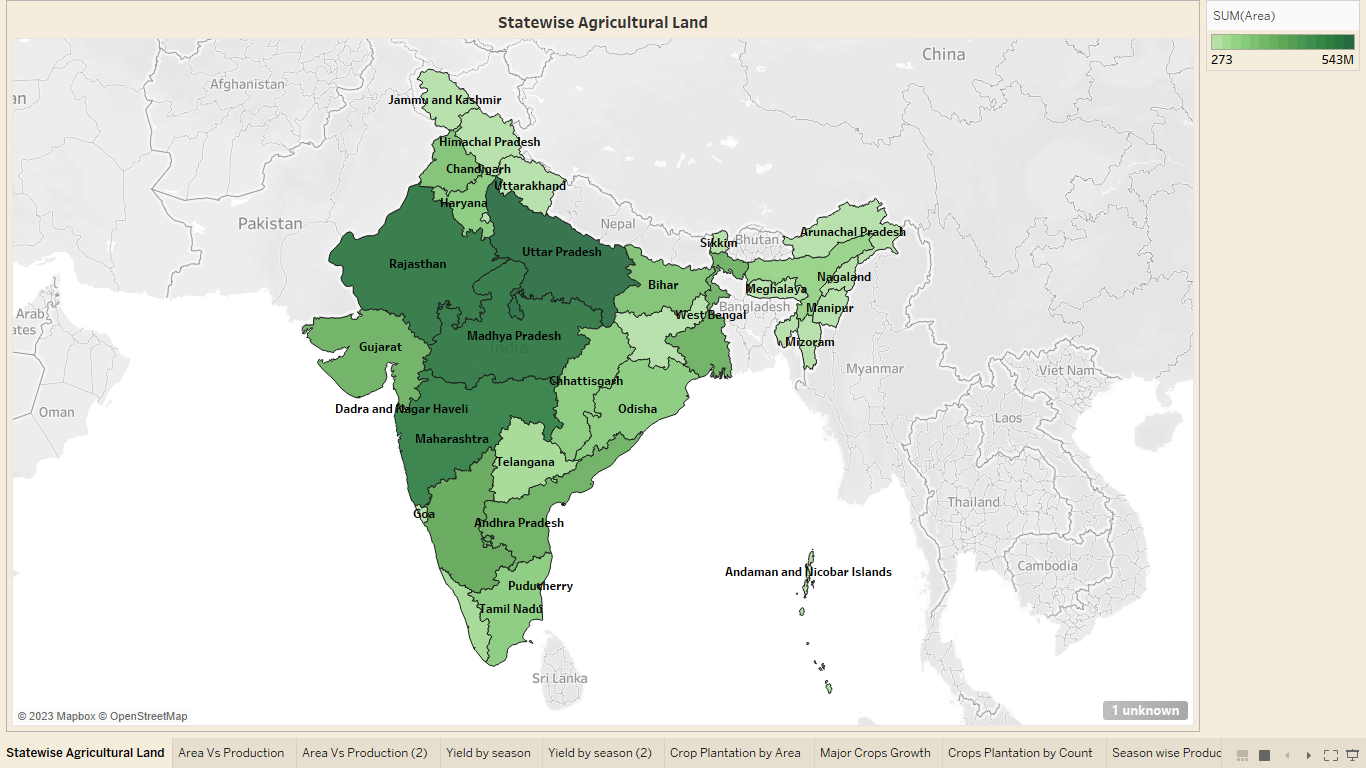 Statewise Agricultural Land
SUM(Area)
273 543M
China
Afghanistan
an
Jammu and Kashmir
Himachal Pradesh
Chandigarh
Uttarakhand
Haryana
Pakistan
Nepal
Sikkim
Bhutan
Arunachal Pradesh
Uttar Pradesh
Rajasthan
Bihar
Meghalaya
Nagaland
Bangladesh
Manipur
West Bengal
Arab
ates
Madhya Pradesh
India
Mizoram
Gujarat
Myanmar
Viet Nam
Chhattisgarh
Dadra and Nagar Haveli
Odisha
Oman
Laos
Maharashtra
Telangana
Thailand
Goa
Andhra Pradesh
Cambodia
Andaman and Nicobar Islands
Puducherry
Tamil Nadu
Sri Lanka
© 2023 Mapbox © OpenStreetMap
1 unknown
Statewise Agricultural Land Area Vs Production Area Vs Production (2) Yield by season Yield by season (2) Crop Plantation by Area Major Crops Growth Crops Plantation by Count Season wise Produc